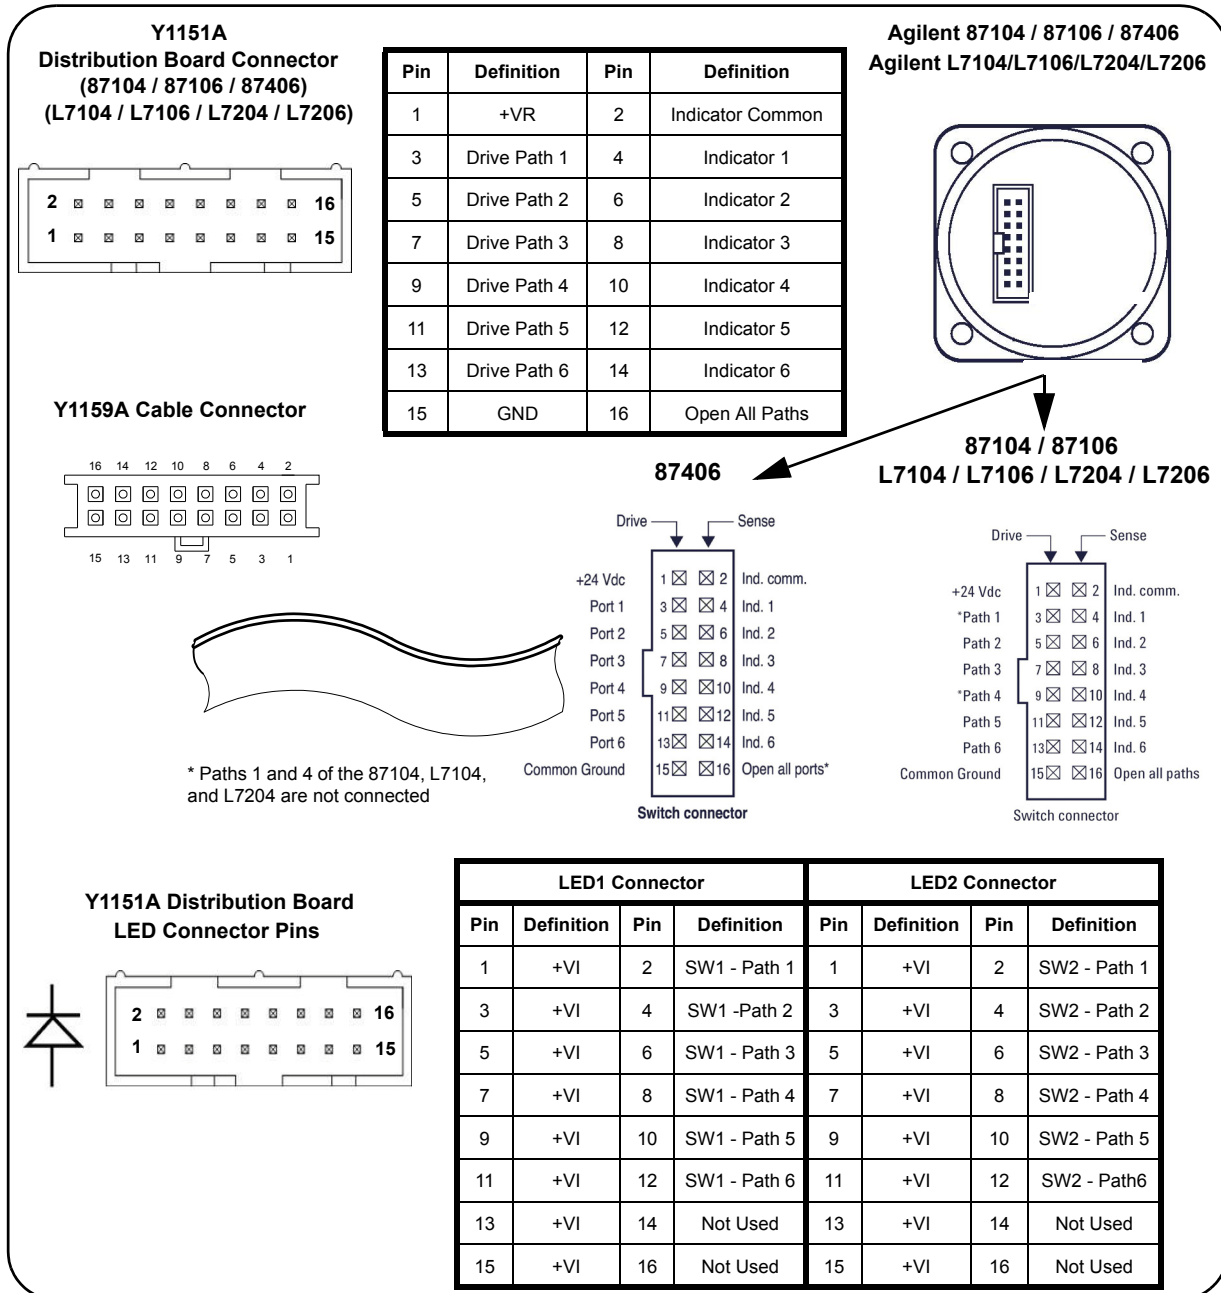 Y1151A
Distribution Board Connector
(87104 / 87106 / 87406)
(L7104 / L7106 / L7204 / L7206)
2 16
1 15
Pin Definition Pin Definition
1 +VR 2 Indicator Common
3 Drive Path 1 4 Indicator 1
5 Drive Path 2 6 Indicator 2
7 Drive Path 3 8 Indicator 3
9 Drive Path 4 10 Indicator 4
11 Drive Path 5 12 Indicator 5
13 Drive Path 6 14 Indicator 6
15 GND 16 Open All Paths
Agilent 87104 / 87106 / 87406
Agilent L7104/L7106/L7204/L7206
Y1159A Cable Connector
16 14 12 10 8 6 4 2
15 13 11 9 7 5 3 1
87406
Drive Sense
+24 Vdc 1 2 Ind. comm.
Port 1 3 4 Ind. 1
Port 2 5 6 Ind. 2
Port 3 7 8 Ind. 3
Port 4 9 10 Ind. 4
Port 5 11 12 Ind. 5
Port 6 13 14 Ind. 6
Common Ground 15 16 Open all ports*
Switch connector
87104 / 87106
L7104 / L7106 / L7204 / L7206
Drive Sense
+24 Vdc 1 2 Ind. comm.
*Path 1 3 4 Ind. 1
Path 2 5 6 Ind. 2
Path 3 7 8 Ind. 3
*Path 4 9 10 Ind. 4
Path 5 11 12 Ind. 5
Path 6 13 14 Ind. 6
Common Ground 15 16 Open all paths
Switch connector
* Paths 1 and 4 of the 87104, L7104,
and L7204 are not connected
Y1151A Distribution Board
LED Connector Pins
2 16
1 15
LED1 Connector LED2 Connector
Pin Definition Pin Definition Pin Definition Pin Definition
1 +VI 2 SW1 - Path 1 1 +VI 2 SW2 - Path 1
3 +VI 4 SW1 -Path 2 3 +VI 4 SW2 - Path 2
5 +VI 6 SW1 - Path 3 5 +VI 6 SW2 - Path 3
7 +VI 8 SW1 - Path 4 7 +VI 8 SW2 - Path 4
9 +VI 10 SW1 - Path 5 9 +VI 10 SW2 - Path 5
11 +VI 12 SW1 - Path 6 11 +VI 12 SW2 - Path6
13 +VI 14 Not Used 13 +VI 14 Not Used
15 +VI 16 Not Used 15 +VI 16 Not Used